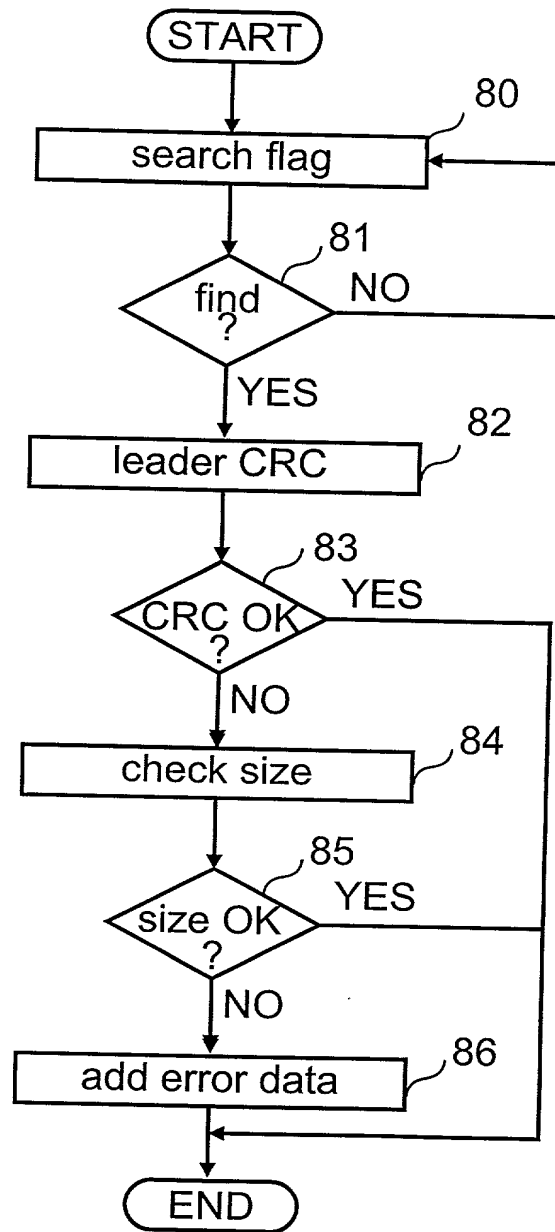 START
80
search flag
81
find
?
NO
YES
82
leader CRC
83
CRC OK
?
YES
NO
84
check size
85
size OK
?
YES
NO
86
add error data
END